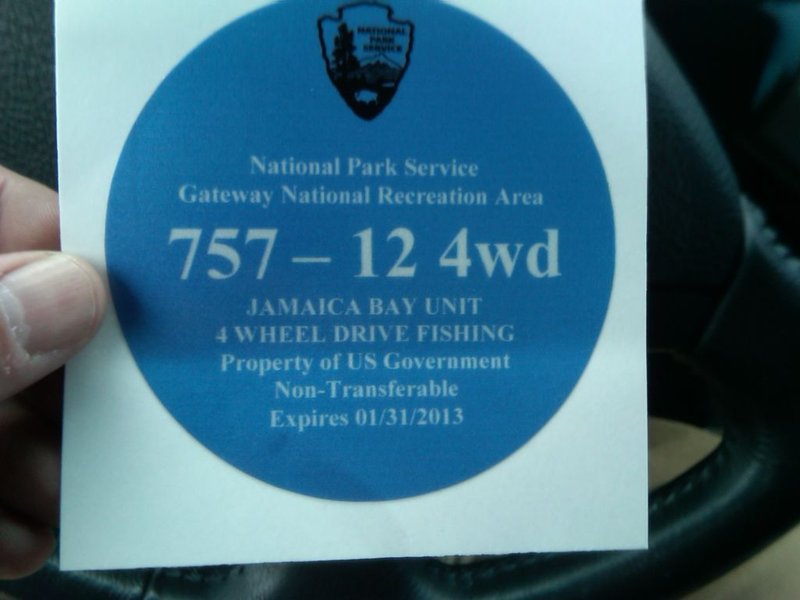 NATIONAL
PARK
SERVICE
National Park Service
Gateway National Recreation Area
757 – 12 4wd
JAMAICA BAY UNIT
4 WHEEL DRIVE FISHING
Property of US Government
Non-Transferable
Expires 01/31/2013